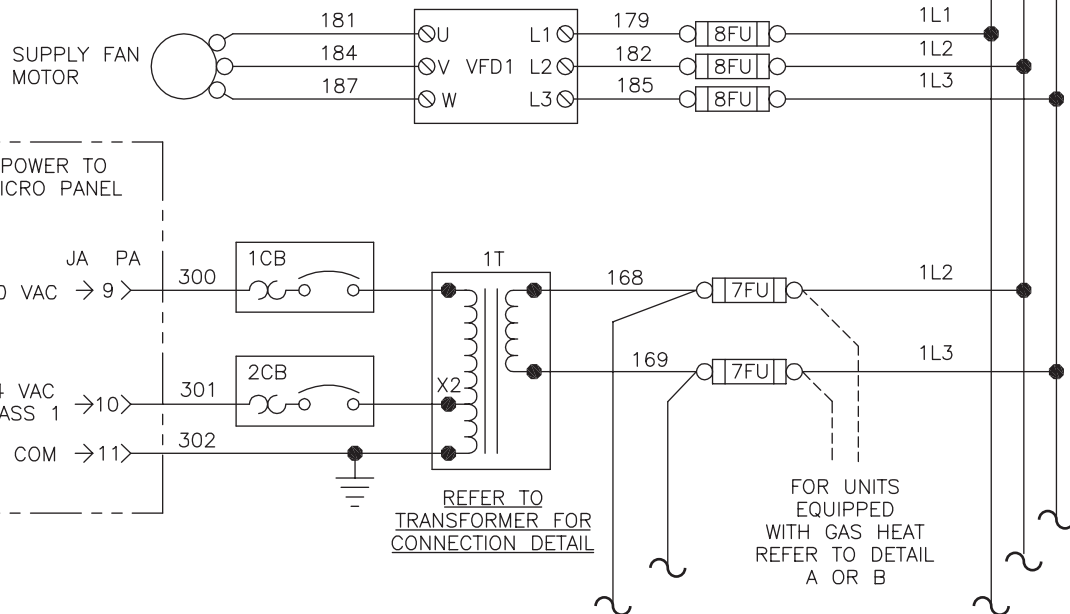 181 179 1L1
SUPPLY FAN
MOTOR
U L1 8FU
184 182 1L2
V VFD1 L2 8FU
187 185 1L3
W L3 8FU
POWER TO
ICRO PANEL
JA PA
1CB
1T
0 VAC 9 300
168 7FU 1L2
2CB
X2
169 7FU 1L3
4 VAC
ASS 1 10 301
COM 11 302
REFER TO
TRANSFORMER FOR
CONNECTION DETAIL
FOR UNITS
EQUIPPED
WITH GAS HEAT
REFER TO DETAIL
A OR B